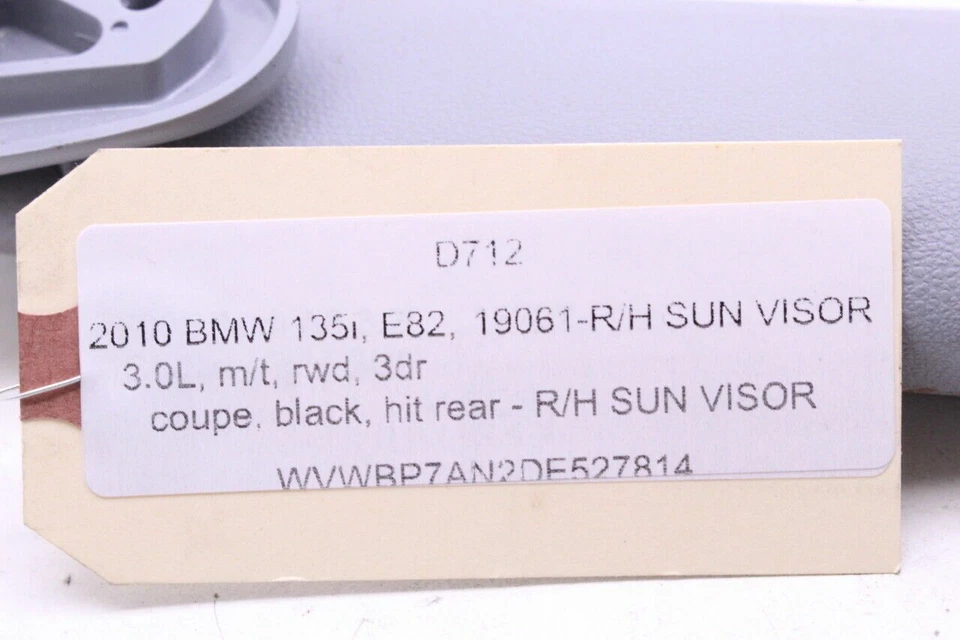 D712
2010 BMW 135i, E82, 19061-R/H SUN VISOR
3.0L, m/t, rwd, 3dr
coupe, black, hit rear - R/H SUN VISOR
WVWBP7AN2DE527814